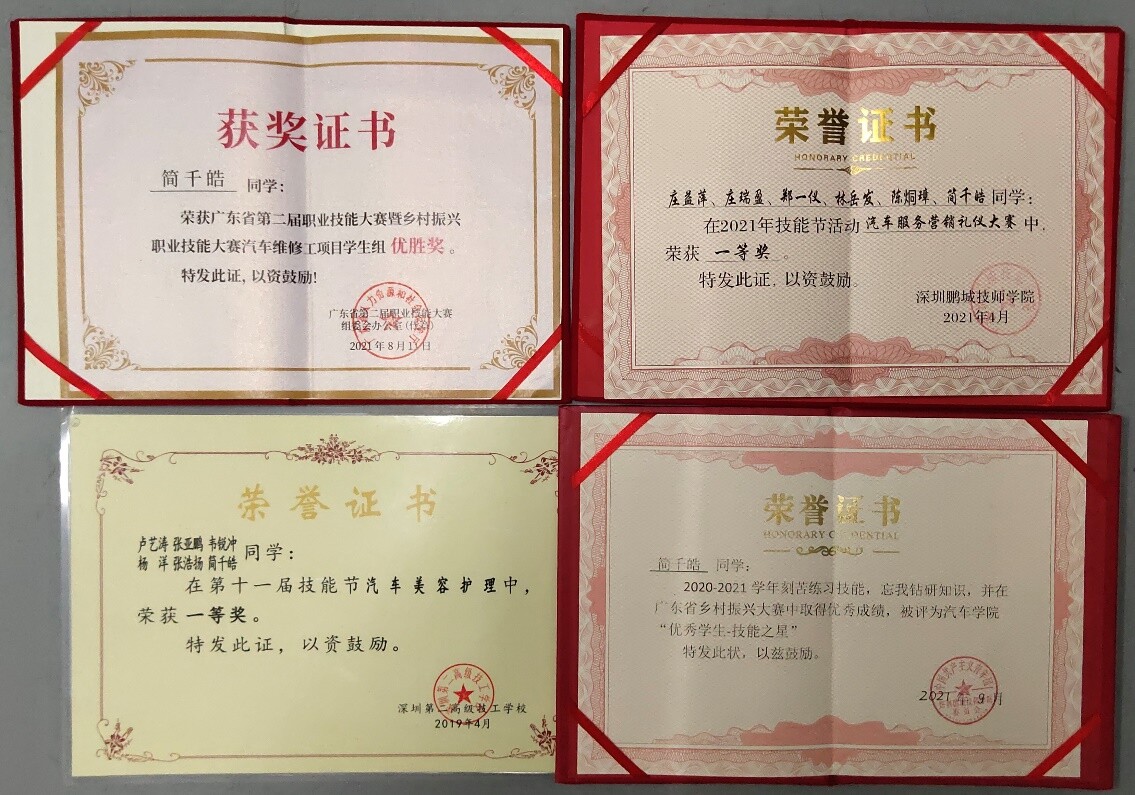 获奖证书
简千皓 同学：
荣获广东省第二届职业技能大赛暨乡村振兴
职业技能大赛汽车维修工项目学生组 优胜奖 。
特发此证，以资鼓励！
广东省第二届职业技能大赛
组委会办公室(代章)
2021年8月11日
荣誉证书
HONORARY CREDENTIAL
庄益萍、左瑞盈、郑一仪、林岳发、陈炯璋、简千皓 同学：
在2021年技能节活动 汽车服务营销礼仪大赛 中，
荣获 一等奖 。
特发此证，以资鼓励。
深圳鹏城技师学院
2021年4月
荣誉证书
卢艺涛 张亚鹏 韦锐冲
杨 洋 张浩扬 简千皓 同学：
在第十一届技能节汽车美容护理中，
荣获 一等奖。
特发此证，以资鼓励。
深圳第二高级技工学校
2019年4月
荣誉证书
HONORARY CREDENTIAL
简千皓 同学：
2020-2021 学年刻苦练习技能，忘我钻研知识，并在
广东省乡村振兴大赛中取得优秀成绩，被评为汽车学院
“优秀学生-技能之星”
特发此状，以兹鼓励。
2021年9月